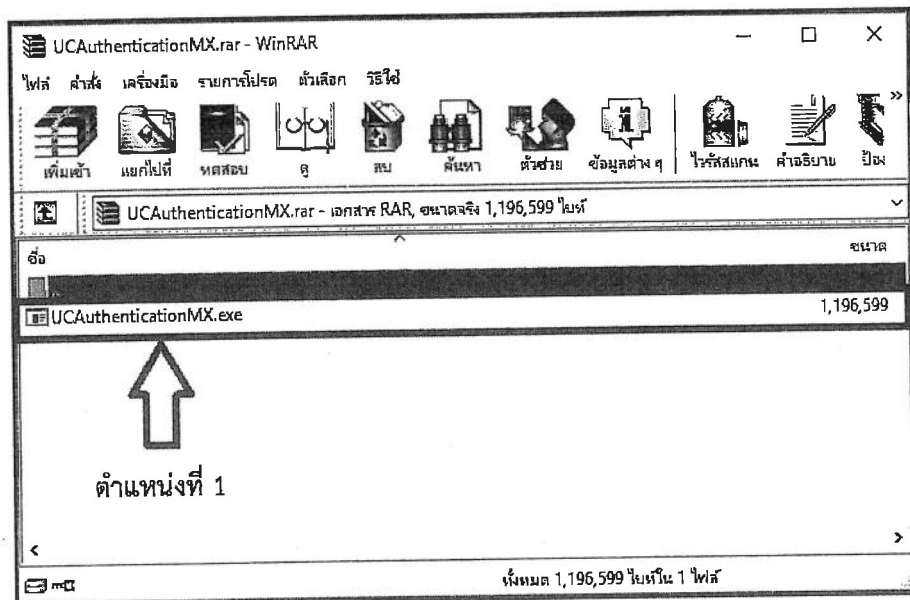 UCAuthenticationMX.rar - WinRAR
ไฟล์ คำสั่ง เครื่องมือ รายการโปรด ตัวเลือก วิธีใช้
เพิ่มเข้า แยกไปที่ ทดสอบ ดู ลบ ค้นหา ตัวช่วย ข้อมูลต่าง ๆ ไวรัสสแกน คำอธิบาย ป้อง
UCAuthenticationMX.rar - เอกสาร RAR, ขนาดจริง 1,196,599 ไบท์
ชื่อ ขนาด
..
UCAuthenticationMX.exe 1,196,599
ตำแหน่งที่ 1
ทั้งหมด 1,196,599 ไบท์ใน 1 ไฟล์